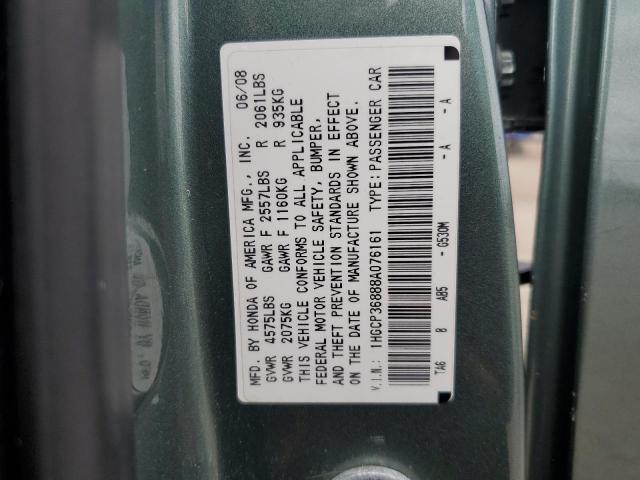 MFD. BY HONDA OF AMERICA MFG., INC. 06/08
GVWR 4575LBS GAWR F 2557LBS R 2061LBS
GVWR 2075KG GAWR F 1160KG R 935KG
THIS VEHICLE CONFORMS TO ALL APPLICABLE
FEDERAL MOTOR VEHICLE SAFETY, BUMPER,
AND THEFT PREVENTION STANDARDS IN EFFECT
ON THE DATE OF MANUFACTURE SHOWN ABOVE.
V.I.N.: 1HGCP36888A076161 TYPE: PASSENGER CAR
TA6 8 AB5 - G530M - A - A